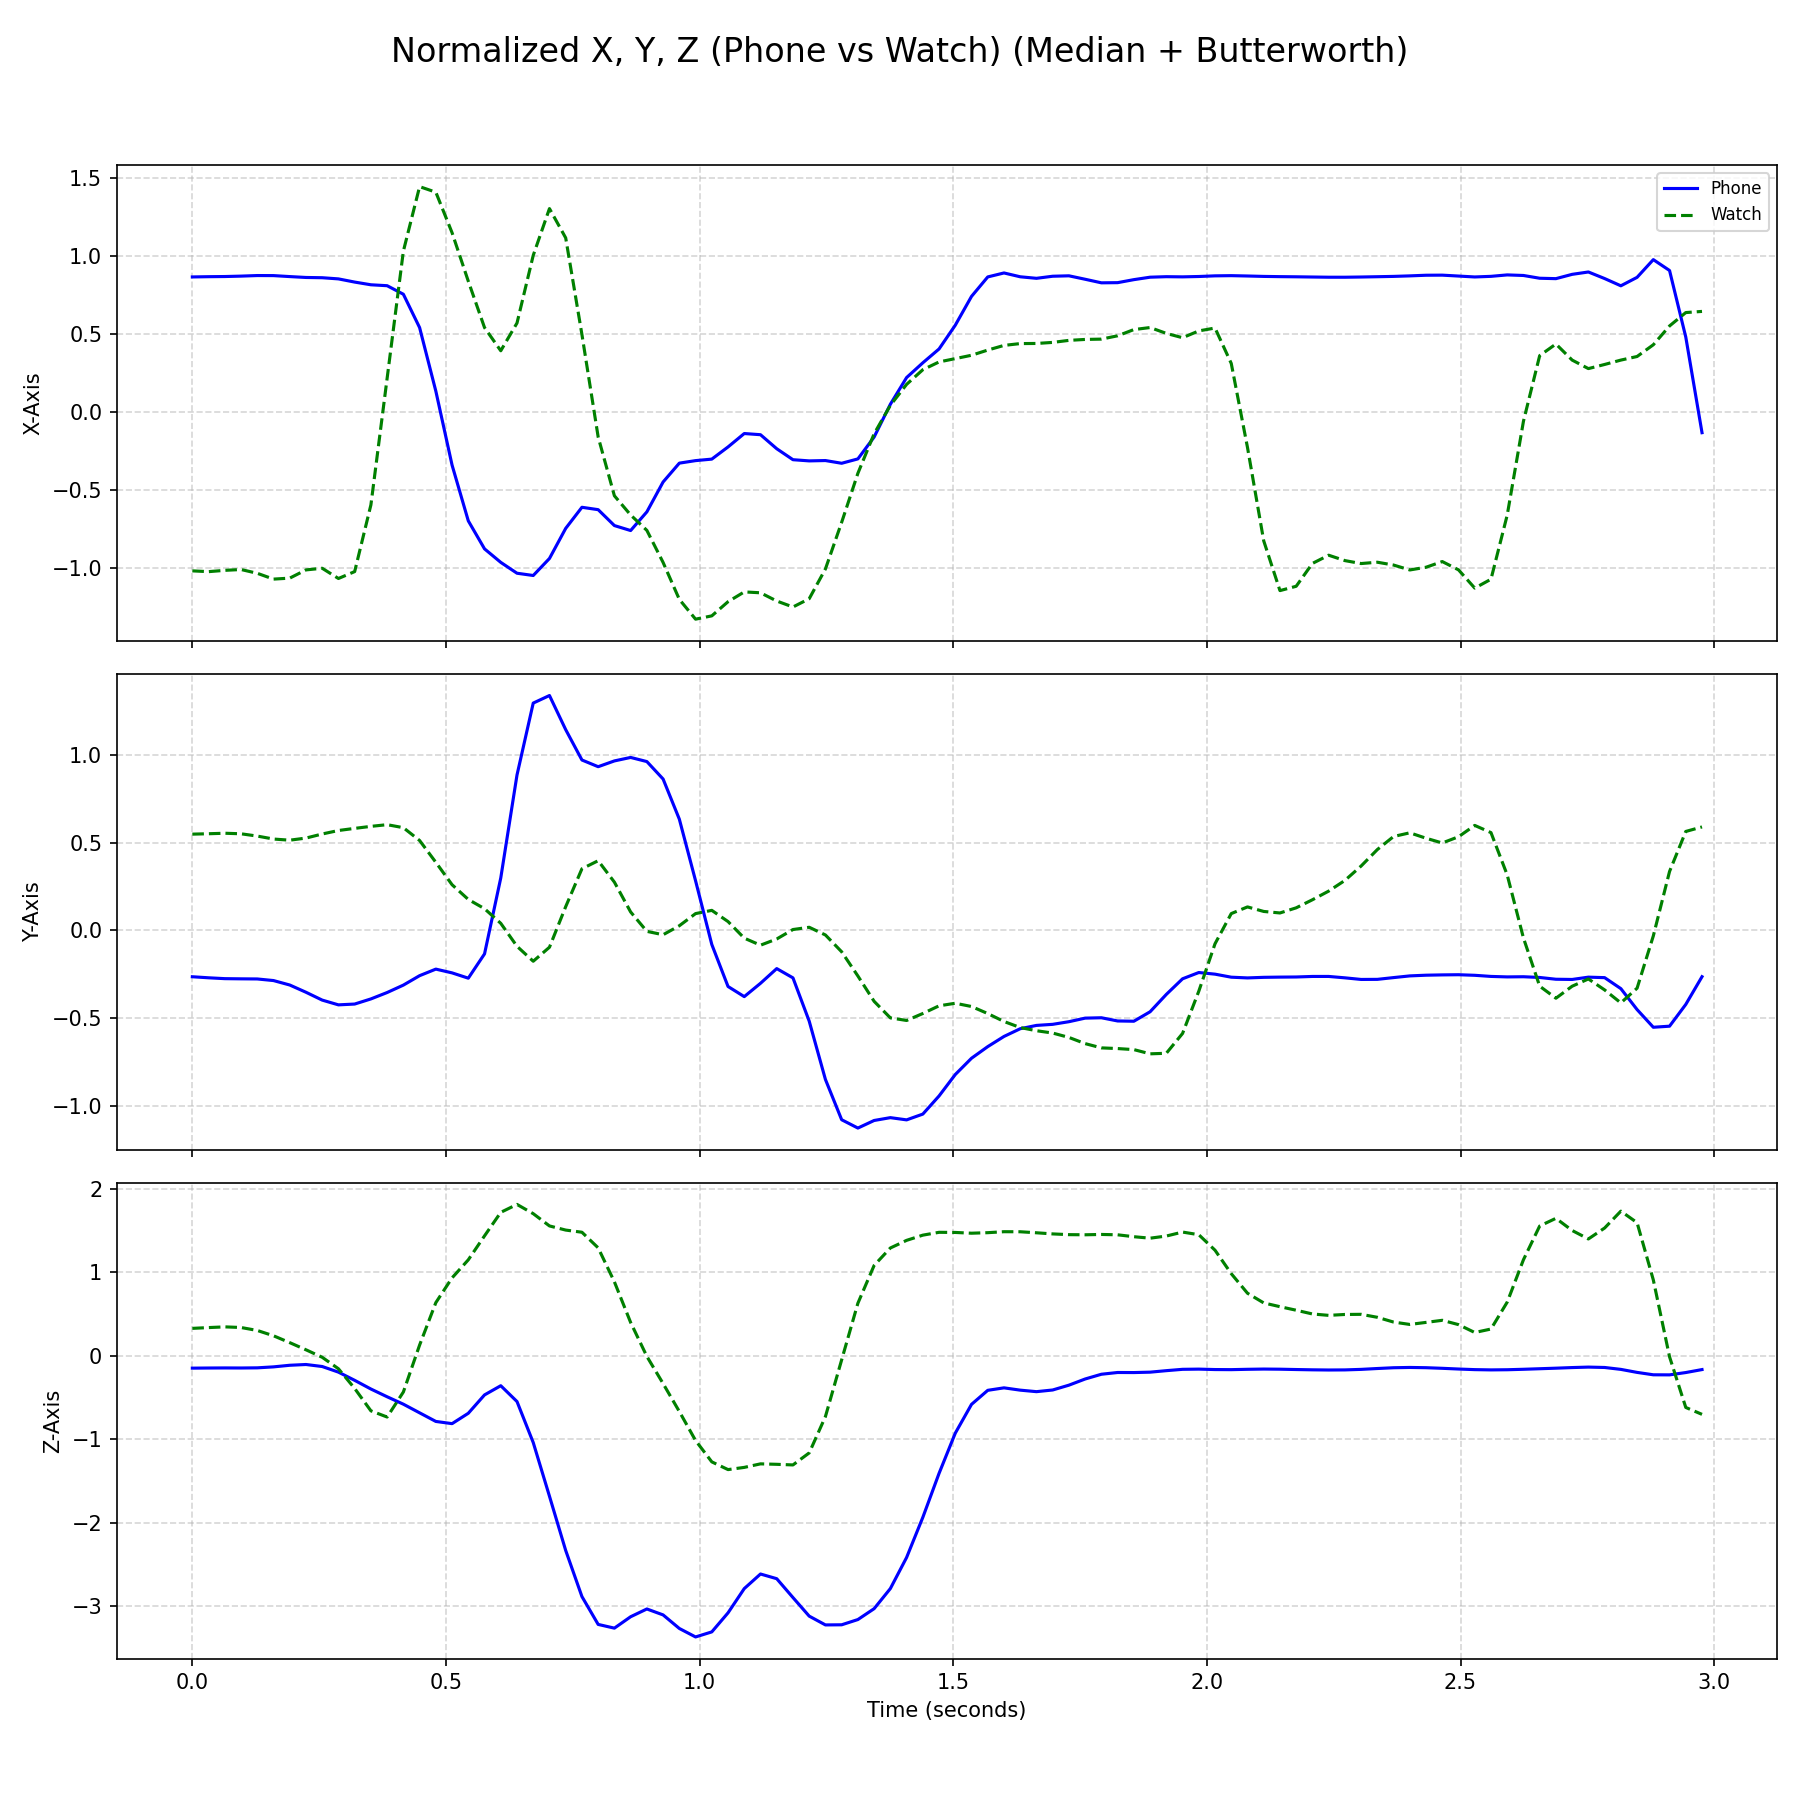 Normalized X, Y, Z (Phone vs Watch) (Median + Butterworth)
Phone
Watch
1.5
1.0
0.5
0.0
−0.5
−1.0
X-Axis
1.0
0.5
0.0
−0.5
−1.0
Y-Axis
2
1
0
−1
−2
−3
Z-Axis
0.0 0.5 1.0 1.5 2.0 2.5 3.0
Time (seconds)